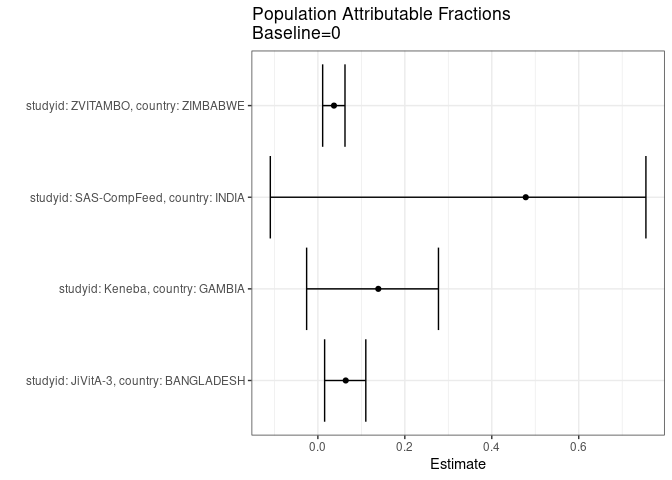 Population Attributable Fractions
Baseline=0
studyid: ZVITAMBO, country: ZIMBABWE
studyid: SAS-CompFeed, country: INDIA
studyid: Keneba, country: GAMBIA
studyid: JiVitA-3, country: BANGLADESH
0.0 0.2 0.4 0.6
Estimate